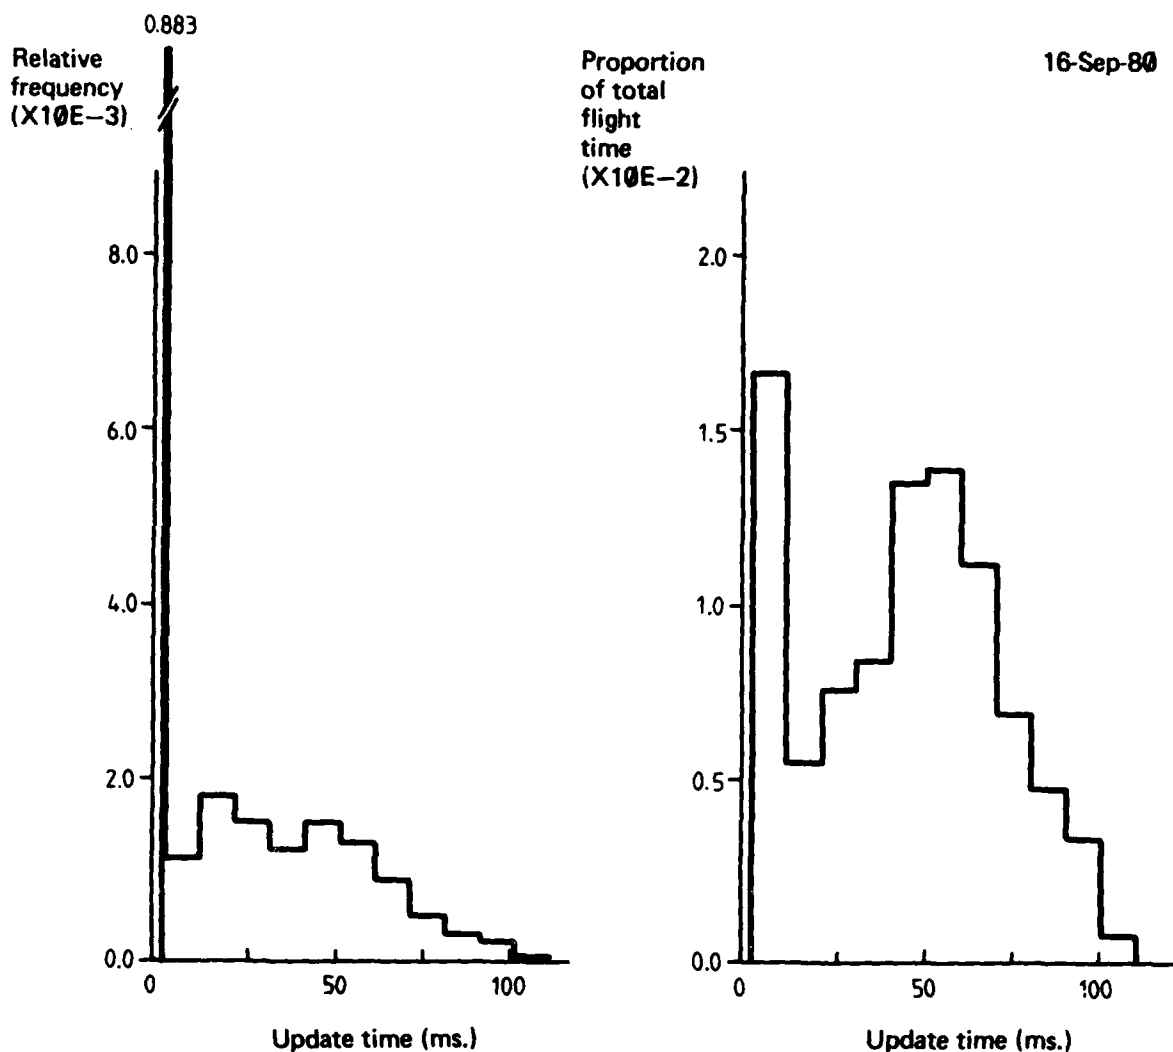 0.883
Relative
frequency
(X10E-3)
8.0
6.0
4.0
2.0
0.0
0
50
100
Update time (ms.)
Proportion
of total
flight
time
(X10E-2)
16-Sep-80
2.0
1.5
1.0
0.5
0.0
0
50
100
Update time (ms.)